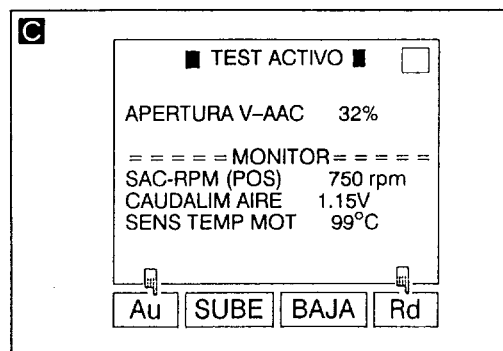 C
■ TEST ACTIVO ■
APERTURA V–AAC 32%
= = = = = MONITOR = = = = =
SAC-RPM (POS) 750 rpm
CAUDALIM AIRE 1.15V
SENS TEMP MOT 99°C
Au SUBE BAJA Rd